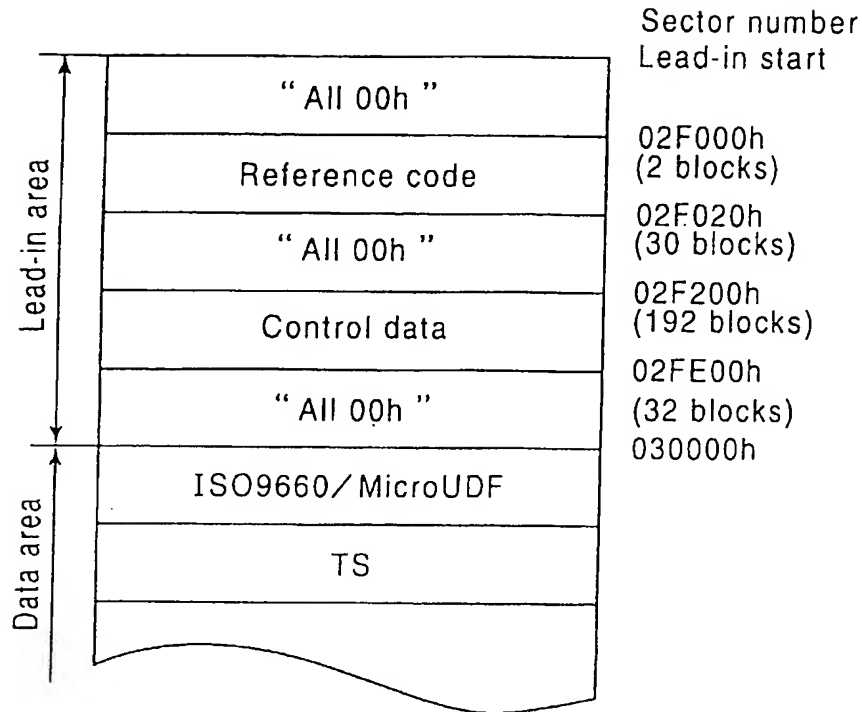 Sector number
Lead-in start
“ All 00h ”
02F000h
(2 blocks)
Reference code
02F020h
(30 blocks)
“ All 00h ”
02F200h
(192 blocks)
Control data
02FE00h
(32 blocks)
“ All 00h ”
030000h
ISO9660/MicroUDF
TS
Lead-in area
Data area